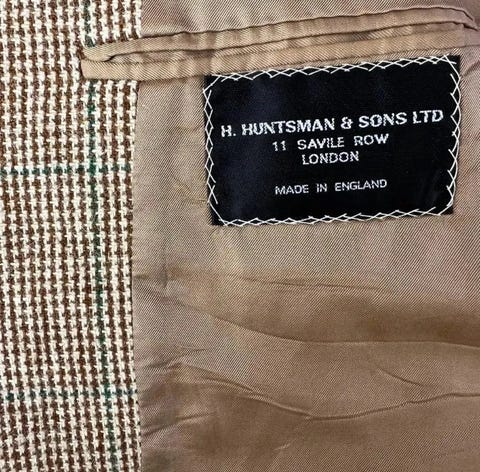 H. HUNTSMAN & SONS LTD
11 SAVILE ROW
LONDON
MADE IN ENGLAND